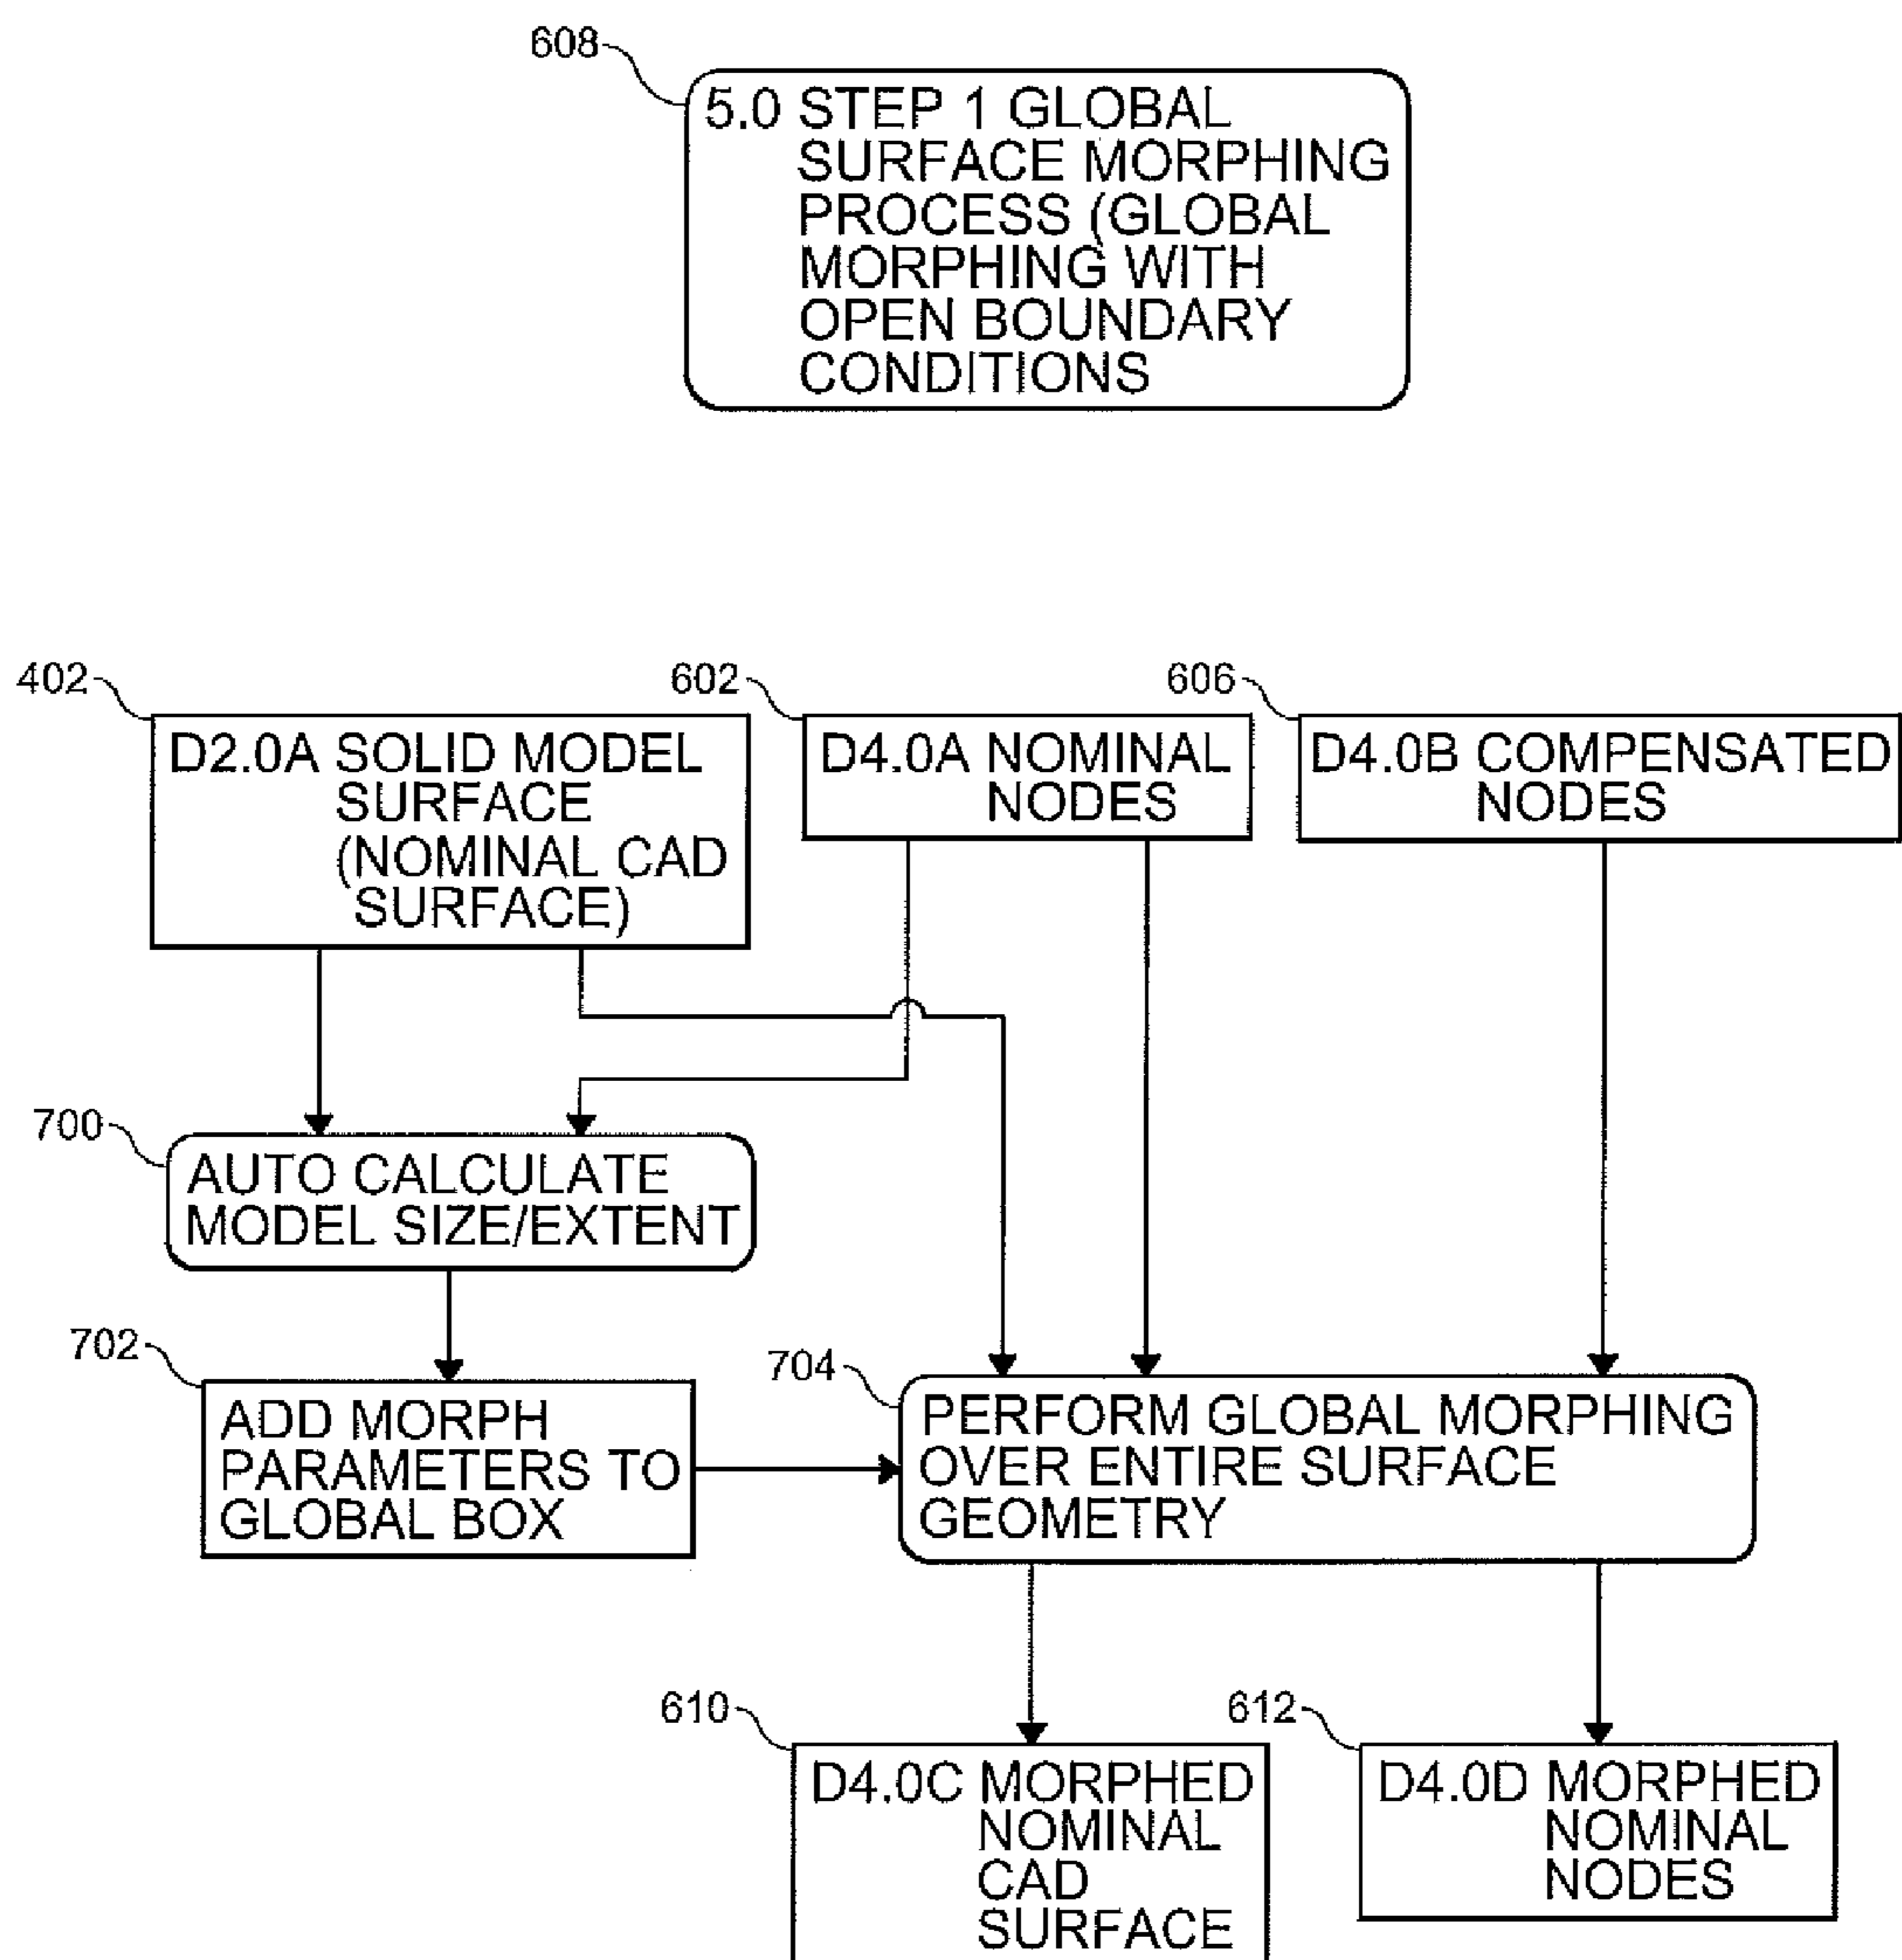 608
5.0 STEP 1 GLOBAL
SURFACE MORPHING
PROCESS (GLOBAL
MORPHING WITH
OPEN BOUNDARY
CONDITIONS
402
D2.0A SOLID MODEL
SURFACE
(NOMINAL CAD
SURFACE)
602
D4.0A NOMINAL
NODES
606
D4.0B COMPENSATED
NODES
700
AUTO CALCULATE
MODEL SIZE/EXTENT
702
ADD MORPH
PARAMETERS TO
GLOBAL BOX
704
PERFORM GLOBAL MORPHING
OVER ENTIRE SURFACE
GEOMETRY
610
D4.0C MORPHED
NOMINAL
CAD
SURFACE
612
D4.0D MORPHED
NOMINAL
NODES